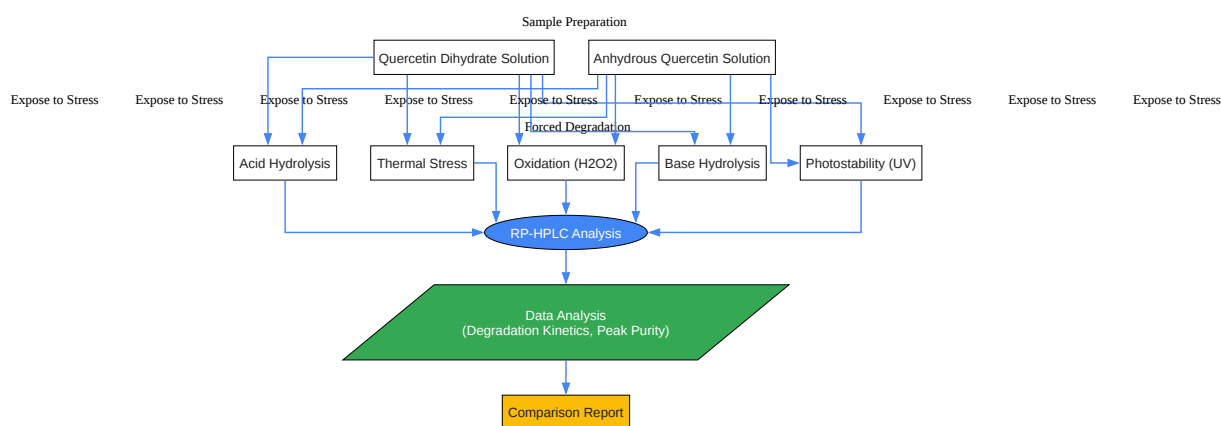 Sample Preparation
Quercetin Dihydrate Solution
Anhydrous Quercetin Solution
Expose to Stress
Expose to Stress
Expose to Stress
Expose to Stress
Expose to Stress
Expose to Stress
Expose to Stress
Expose to Stress
Expose to Stress
Expose to Stress
Forced Degradation
Acid Hydrolysis
Thermal Stress
Oxidation (H2O2)
Base Hydrolysis
Photostability (UV)
RP-HPLC Analysis
Data Analysis
(Degradation Kinetics, Peak Purity)
Comparison Report